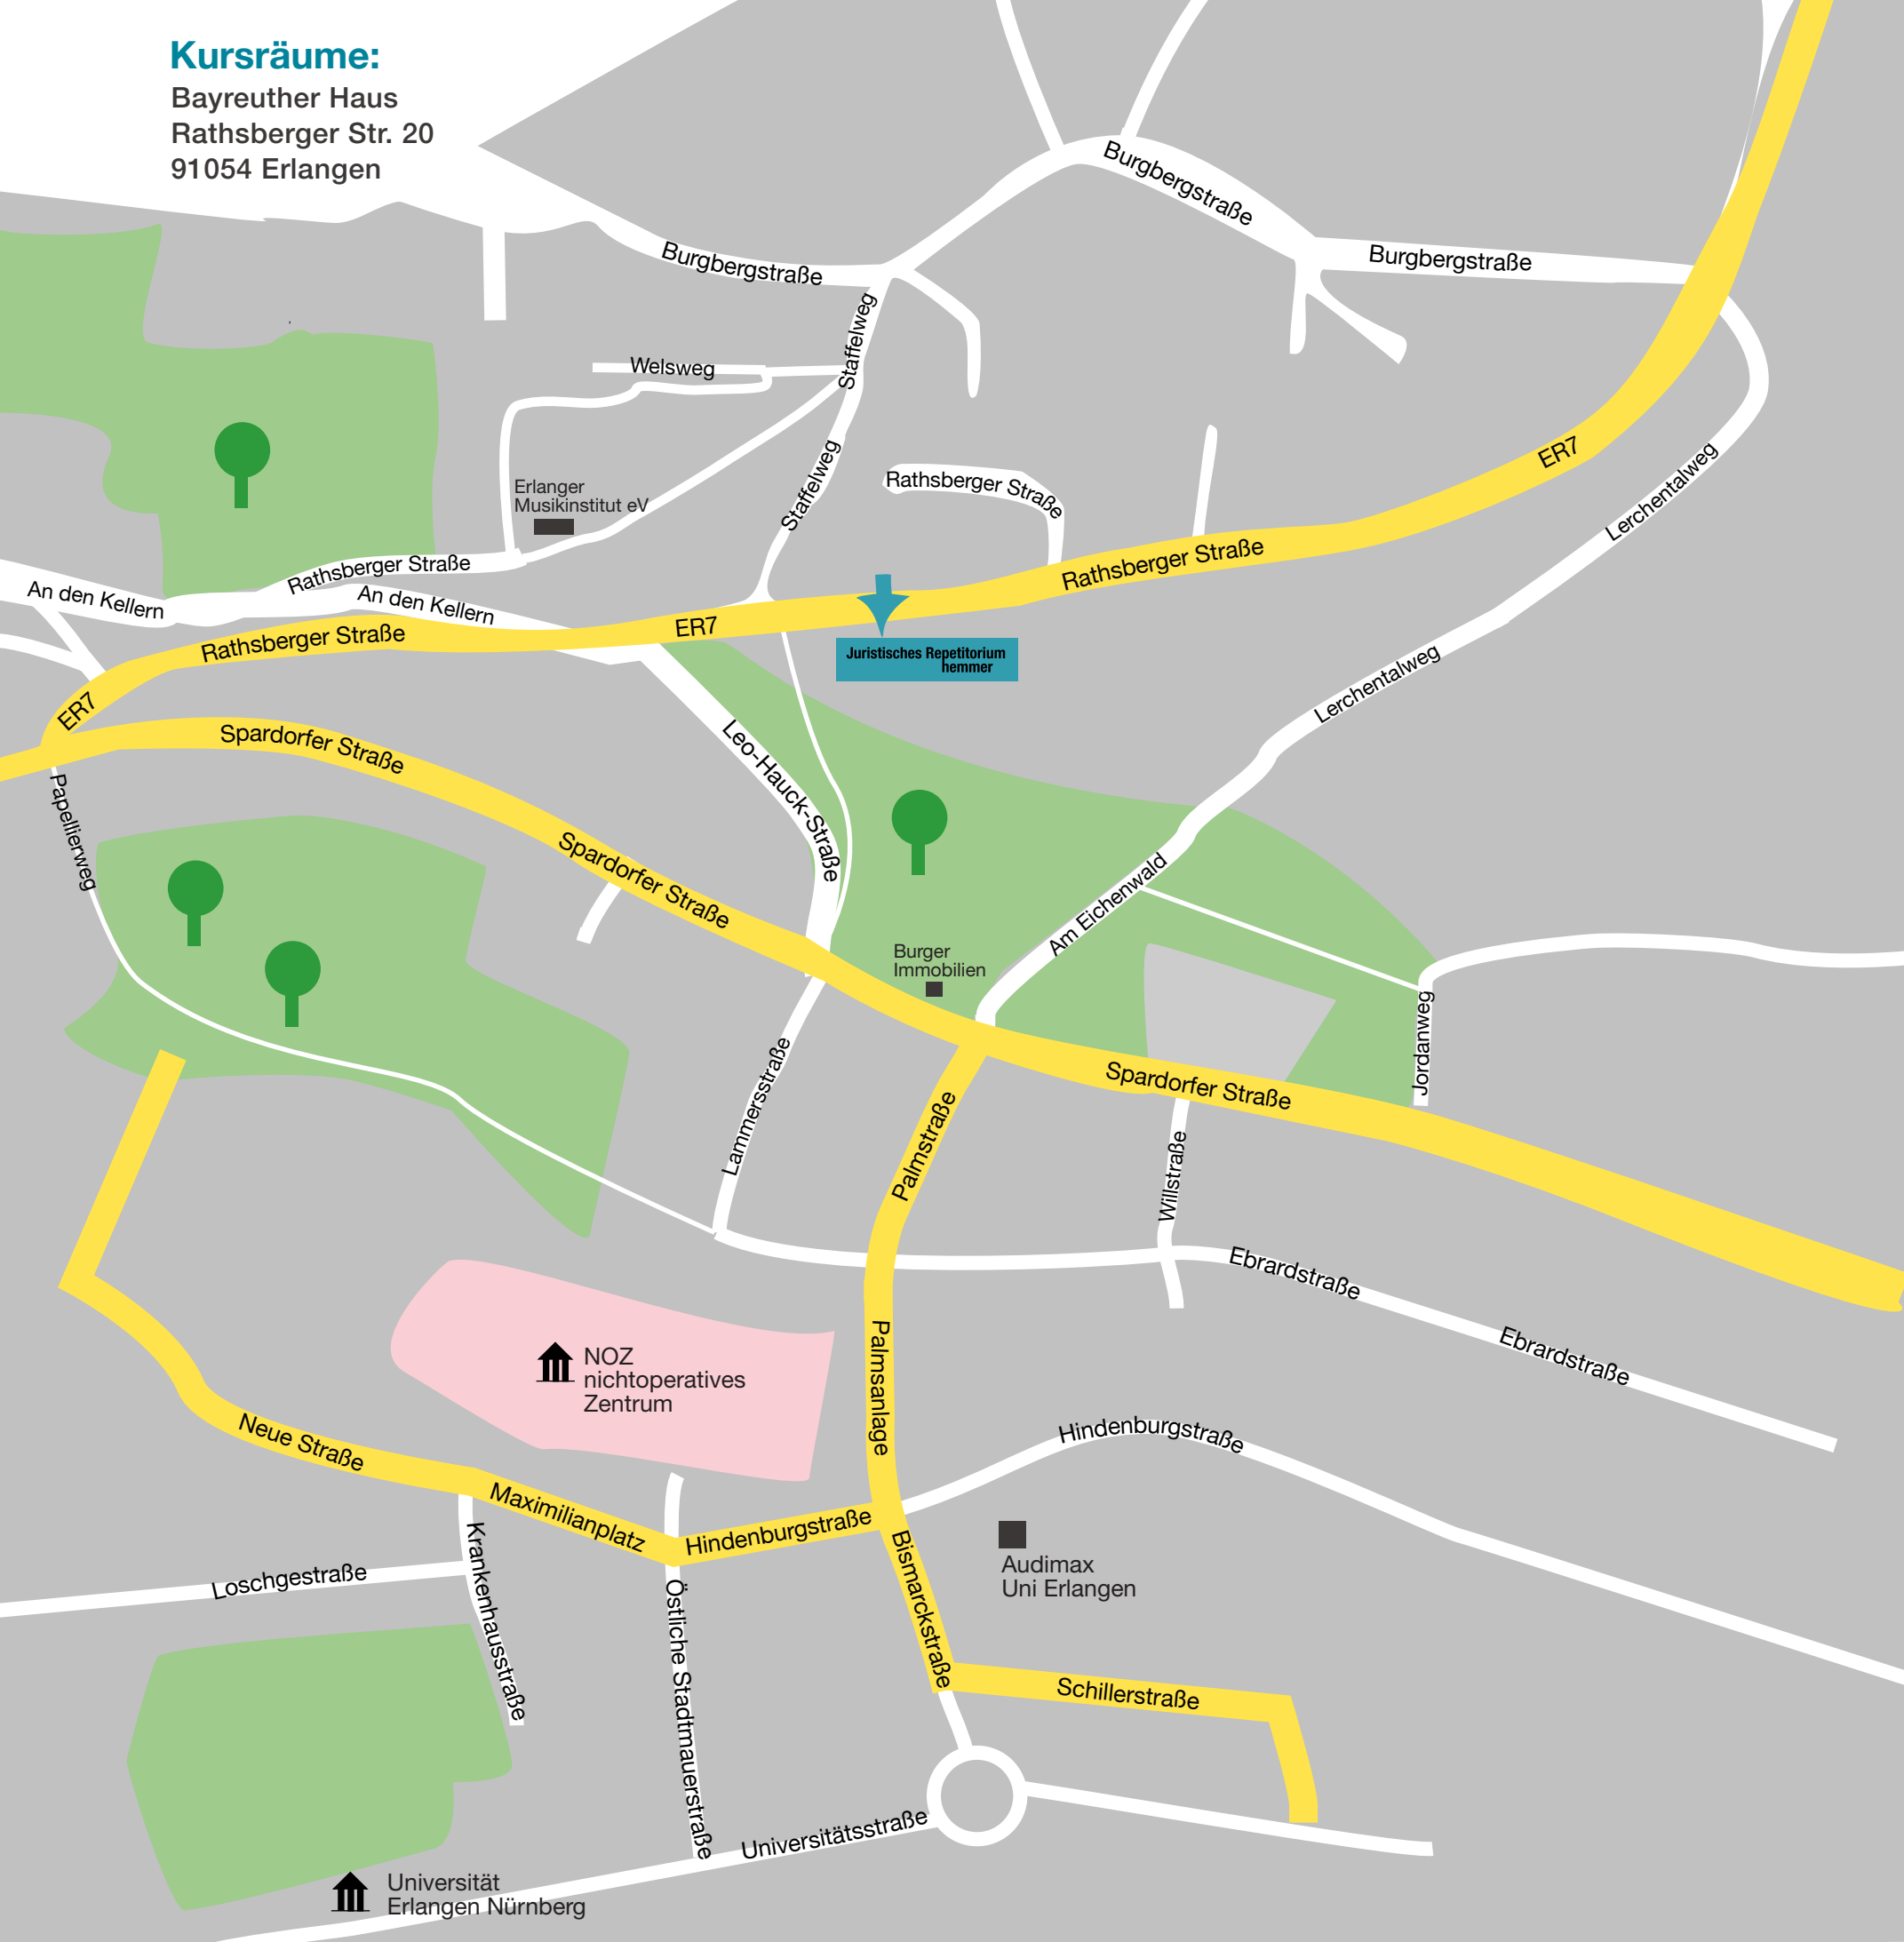 Kursräume:
Bayreuther Haus
Rathsberger Str. 20
91054 Erlangen
Burgbergstraße
Burgbergstraße
Burgbergstraße
Staffelweg
Welsweg
Staffelweg
ER7
Rathsberger Straße
Lerchentalweg
Erlanger
Musikinstitut eV
Rathsberger Straße
Rathsberger Straße
An den Kellern
An den Kellern
Rathsberger Straße
ER7
Juristisches Repetitorium
hemmer
Lerchentalweg
ER7
Spardorfer Straße
Leo-Hauck-Straße
Papellierweg
Spardorfer Straße
Am Eichenwald
Burger
Immobilien
Jordanweg
Spardorfer Straße
Lammersstraße
Palmstraße
Willstraße
Ebrardstraße
Ebrardstraße
NOZ
nichtoperatives
Zentrum
Palmsanlage
Hindenburgstraße
Neue Straße
Maximilianplatz
Hindenburgstraße
Krankenhausstraße
Bismarckstraße
Audimax
Uni Erlangen
Loschgestraße
Östliche Stadtmauerstraße
Schillerstraße
Universitätsstraße
Universität
Erlangen Nürnberg